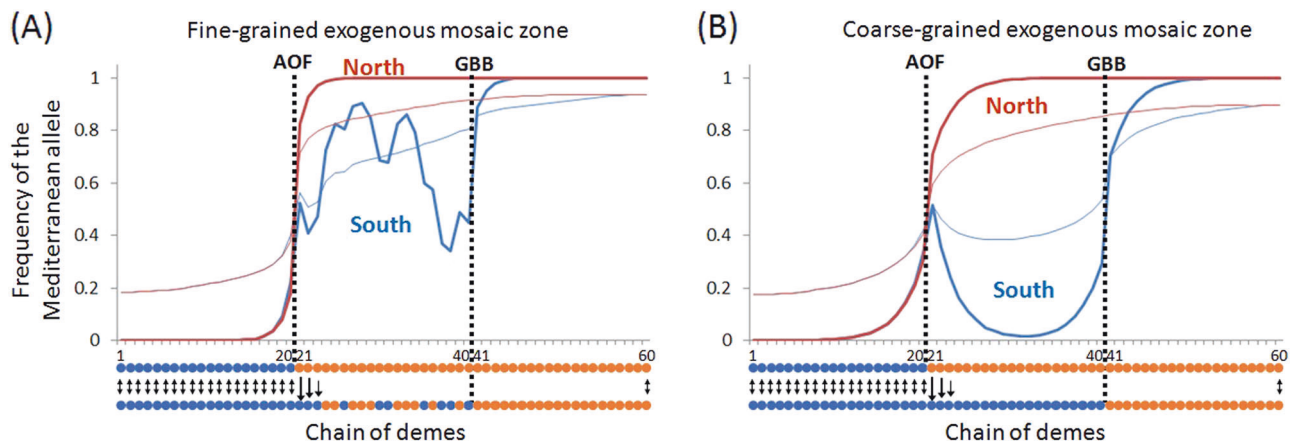 (A)
Fine-grained exogenous mosaic zone
AOF
North
GBB
South
Frequency of the
Mediterranean allele
1
0.8
0.6
0.4
0.2
0
1
20
21
40
41
60
Chain of demes
(B)
Coarse-grained exogenous mosaic zone
AOF
GBB
North
South
1
0.8
0.6
0.4
0.2
0
1
20
21
40
41
60
Chain of demes